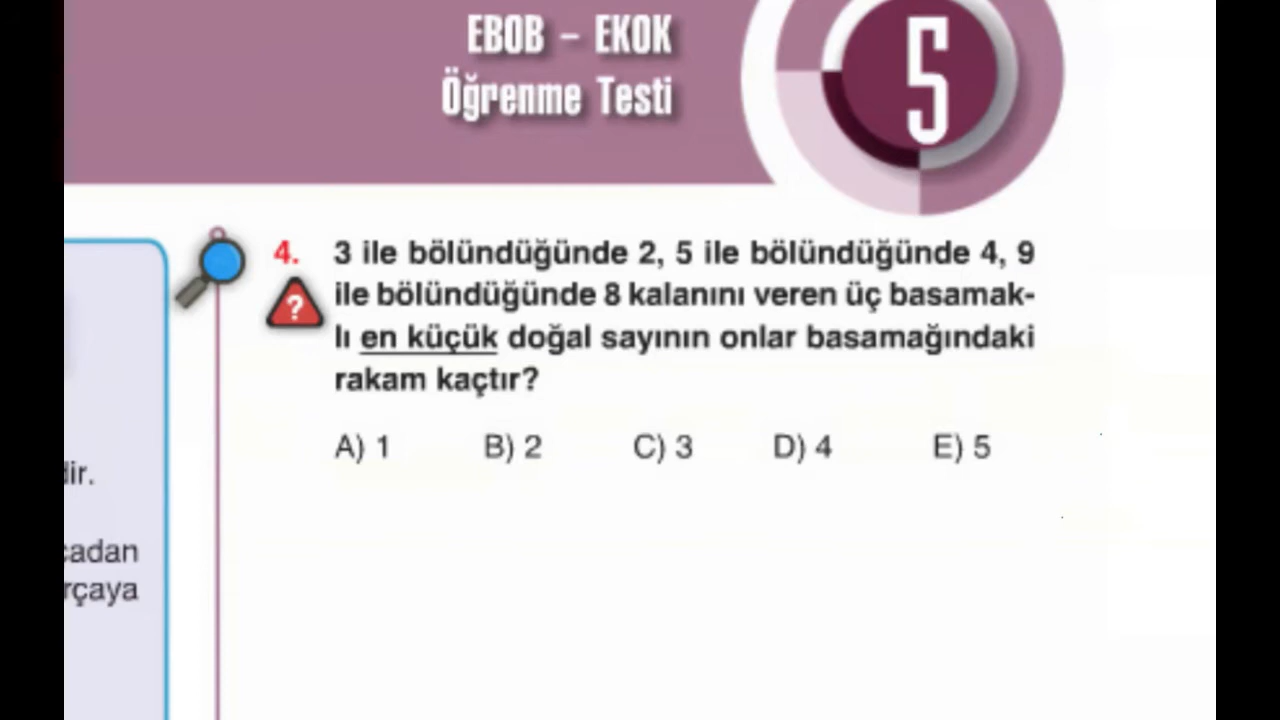 EBOB – EKOK
Öğrenme Testi
5
4. 3 ile bölündüğünde 2, 5 ile bölündüğünde 4, 9
? ile bölündüğünde 8 kalanını veren üç basamak-
lı en küçük doğal sayının onlar basamağındaki
rakam kaçtır?
A) 1 B) 2 C) 3 D) 4 E) 5
dir.
cadan
rçaya